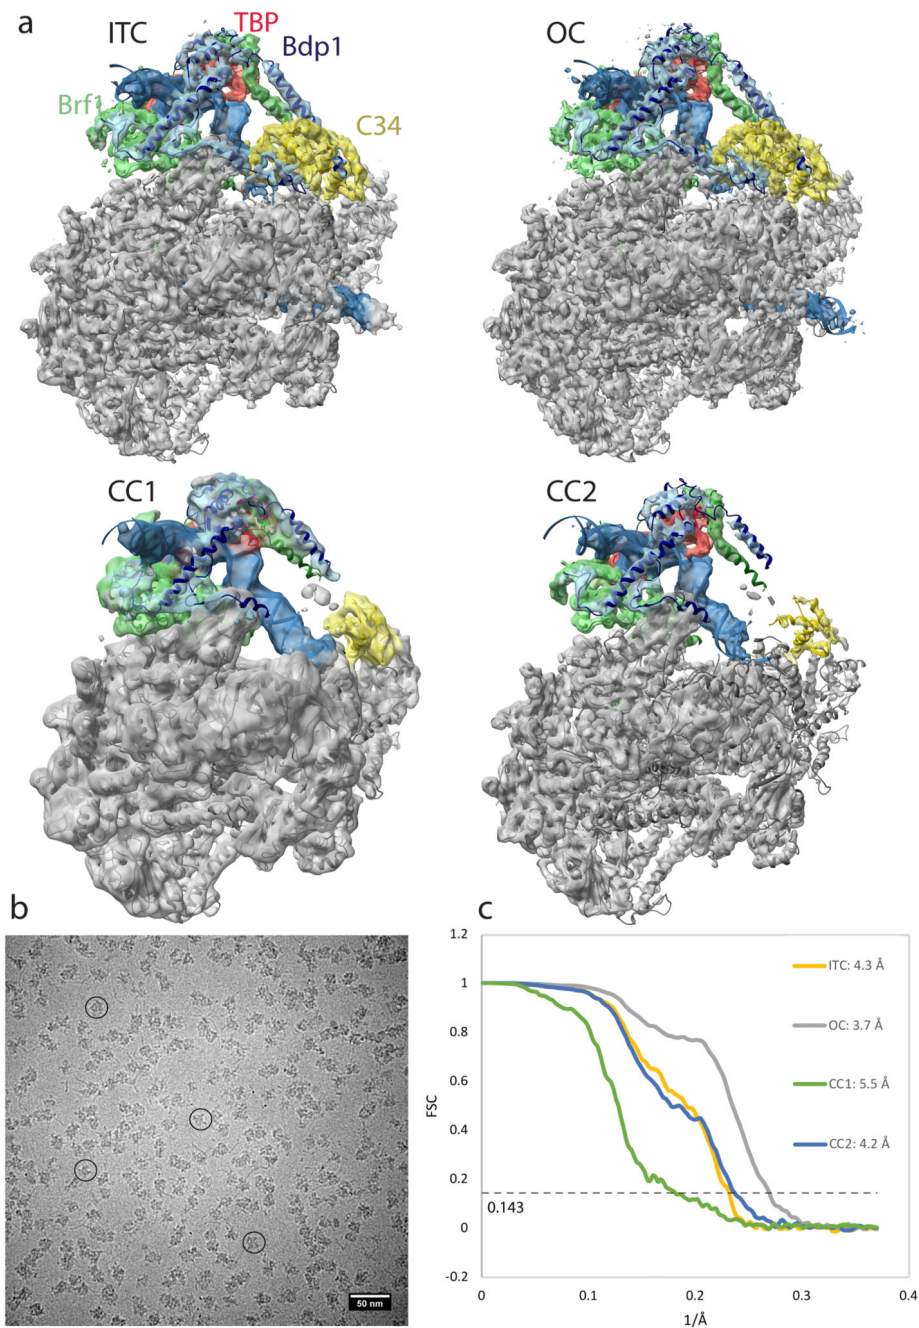 a
ITC
TBP
Bdp1
Brf1
C34
OC
CC1
CC2
b
50 nm
c
1.2
1
0.8
0.6
0.4
0.2
0
-0.2
FSC
0.143
ITC: 4.3 Å
OC: 3.7 Å
CC1: 5.5 Å
CC2: 4.2 Å
0
0.1
0.2
0.3
0.4
1/Å